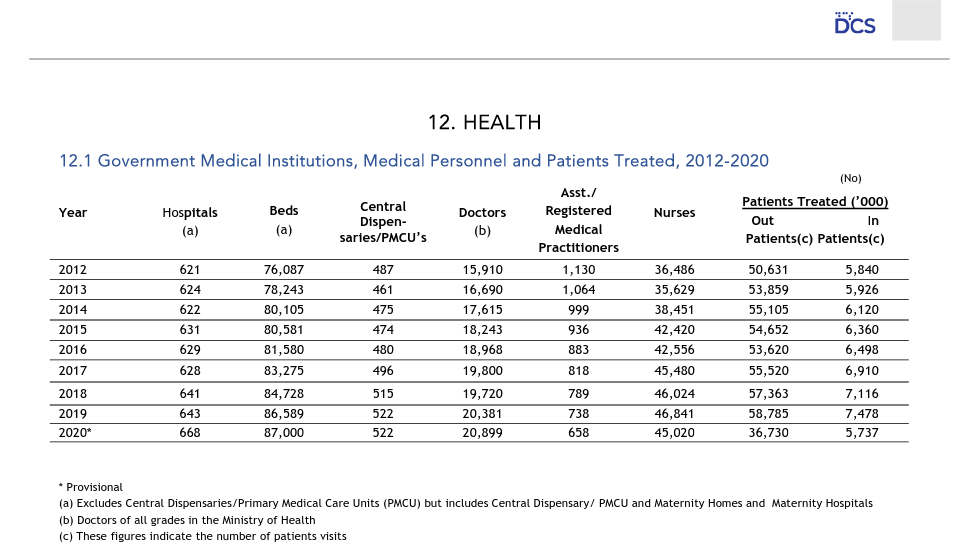 DCS
12. HEALTH
12.1 Government Medical Institutions, Medical Personnel and Patients Treated, 2012-2020
(No)
Year Hospitals (a) Beds (a) Central Dispen-saries/PMCU’s Doctors (b) Asst./ Registered Medical Practitioners Nurses Patients Treated (’000) Out Patients(c) In Patients(c)
2012 621 76,087 487 15,910 1,130 36,486 50,631 5,840
2013 624 78,243 461 16,690 1,064 35,629 53,859 5,926
2014 622 80,105 475 17,615 999 38,451 55,105 6,120
2015 631 80,581 474 18,243 936 42,420 54,652 6,360
2016 629 81,580 480 18,968 883 42,556 53,620 6,498
2017 628 83,275 496 19,800 818 45,480 55,520 6,910
2018 641 84,728 515 19,720 789 46,024 57,363 7,116
2019 643 86,589 522 20,381 738 46,841 58,785 7,478
2020* 668 87,000 522 20,899 658 45,020 36,730 5,737
* Provisional
(a) Excludes Central Dispensaries/Primary Medical Care Units (PMCU) but includes Central Dispensary/ PMCU and Maternity Homes and Maternity Hospitals
(b) Doctors of all grades in the Ministry of Health
(c) These figures indicate the number of patients visits